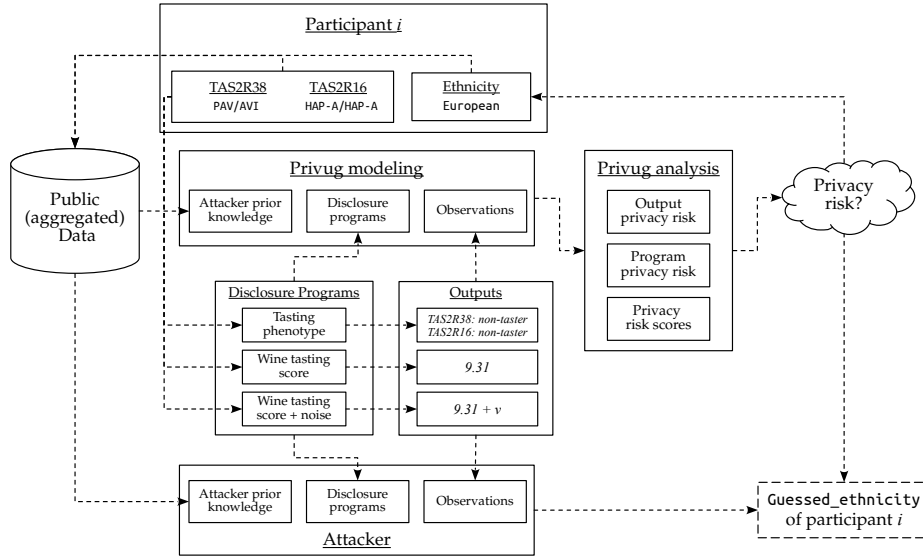 Participant i
TAS2R38
PAV/AVI
TAS2R16
HAP-A/HAP-A
Ethnicity
European
Public
(aggregated)
Data
Privug modeling
Attacker prior
knowledge
Disclosure
programs
Observations
Privug analysis
Output
privacy risk
Program
privacy risk
Privacy
risk scores
Privacy
risk?
Disclosure Programs
Tasting
phenotype
Wine tasting
score
Wine tasting
score + noise
Outputs
TAS2R38: non-taster
TAS2R16: non-taster
9.31
9.31 + ν
Attacker prior
knowledge
Disclosure
programs
Observations
Attacker
Guessed_ethnicity
of participant i